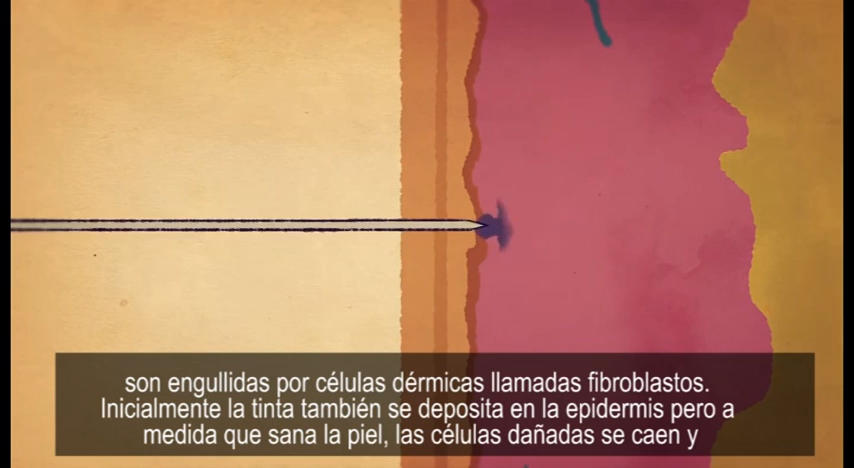 son engullidas por células dérmicas llamadas fibroblastos.
Inicialmente la tinta también se deposita en la epidermis pero a
medida que sana la piel, las células dañadas se caen y